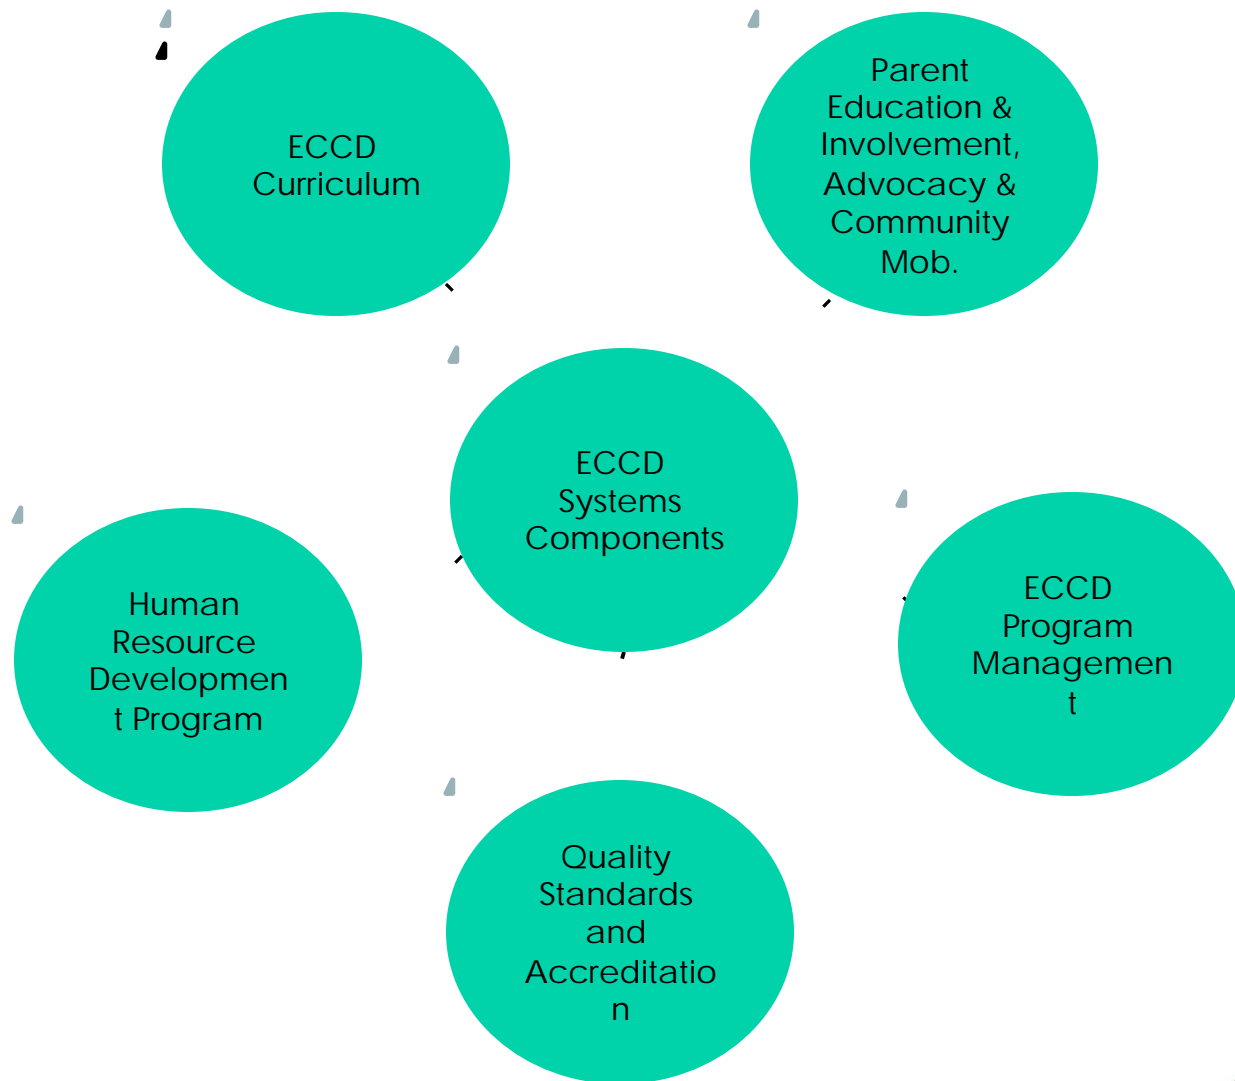 ECCD
Curriculum
Parent
Education &
Involvement,
Advocacy &
Community
Mob.
ECCD
Systems
Components
Human
Resource
Developmen
t Program
ECCD
Program
Managemen
t
Quality
Standards
and
Accreditatio
n